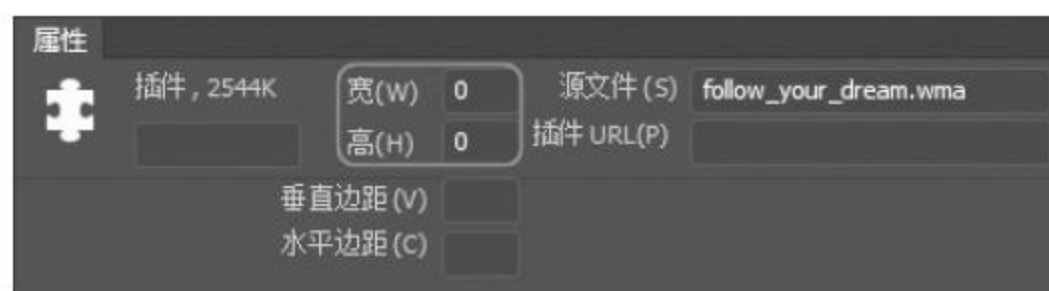 属性
插件, 2544K 宽(W) 0 源文件(S) follow_your_dream.wma
高(H) 0 插件 URL(P)
垂直边距(V)
水平边距(C)